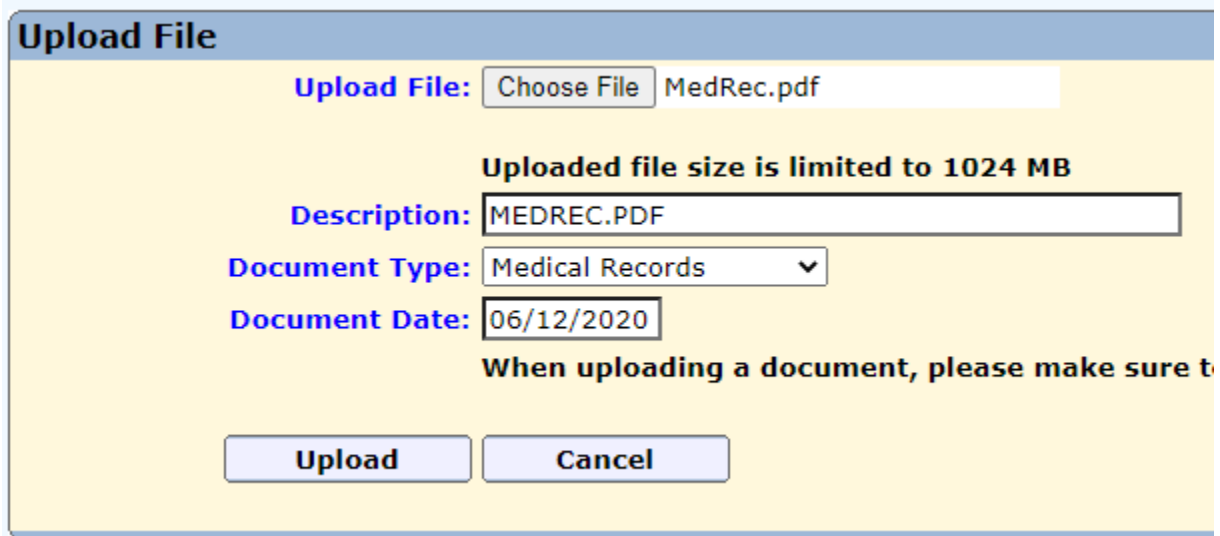 Upload File
Upload File: Choose File MedRec.pdf
Uploaded file size is limited to 1024 MB
Description: MEDREC.PDF
Document Type: Medical Records
Document Date: 06/12/2020
When uploading a document, please make sure
Upload Cancel